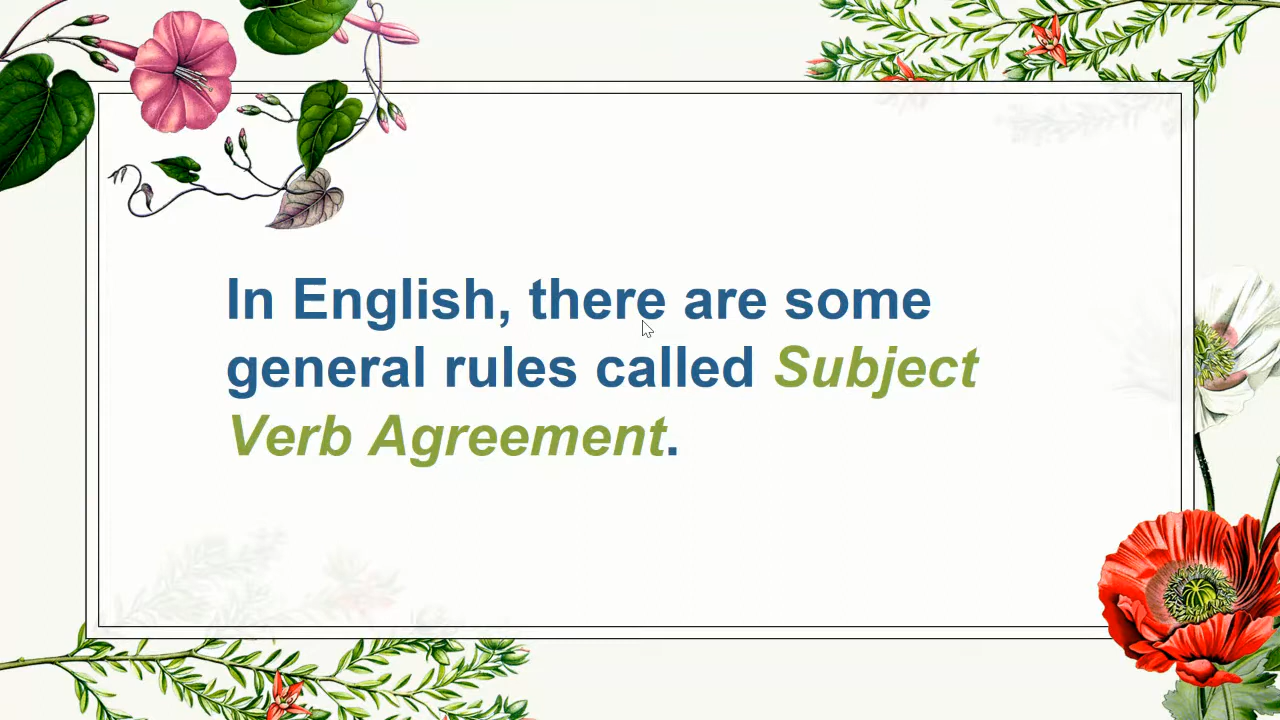 In English, there are some
general rules called Subject
Verb Agreement.